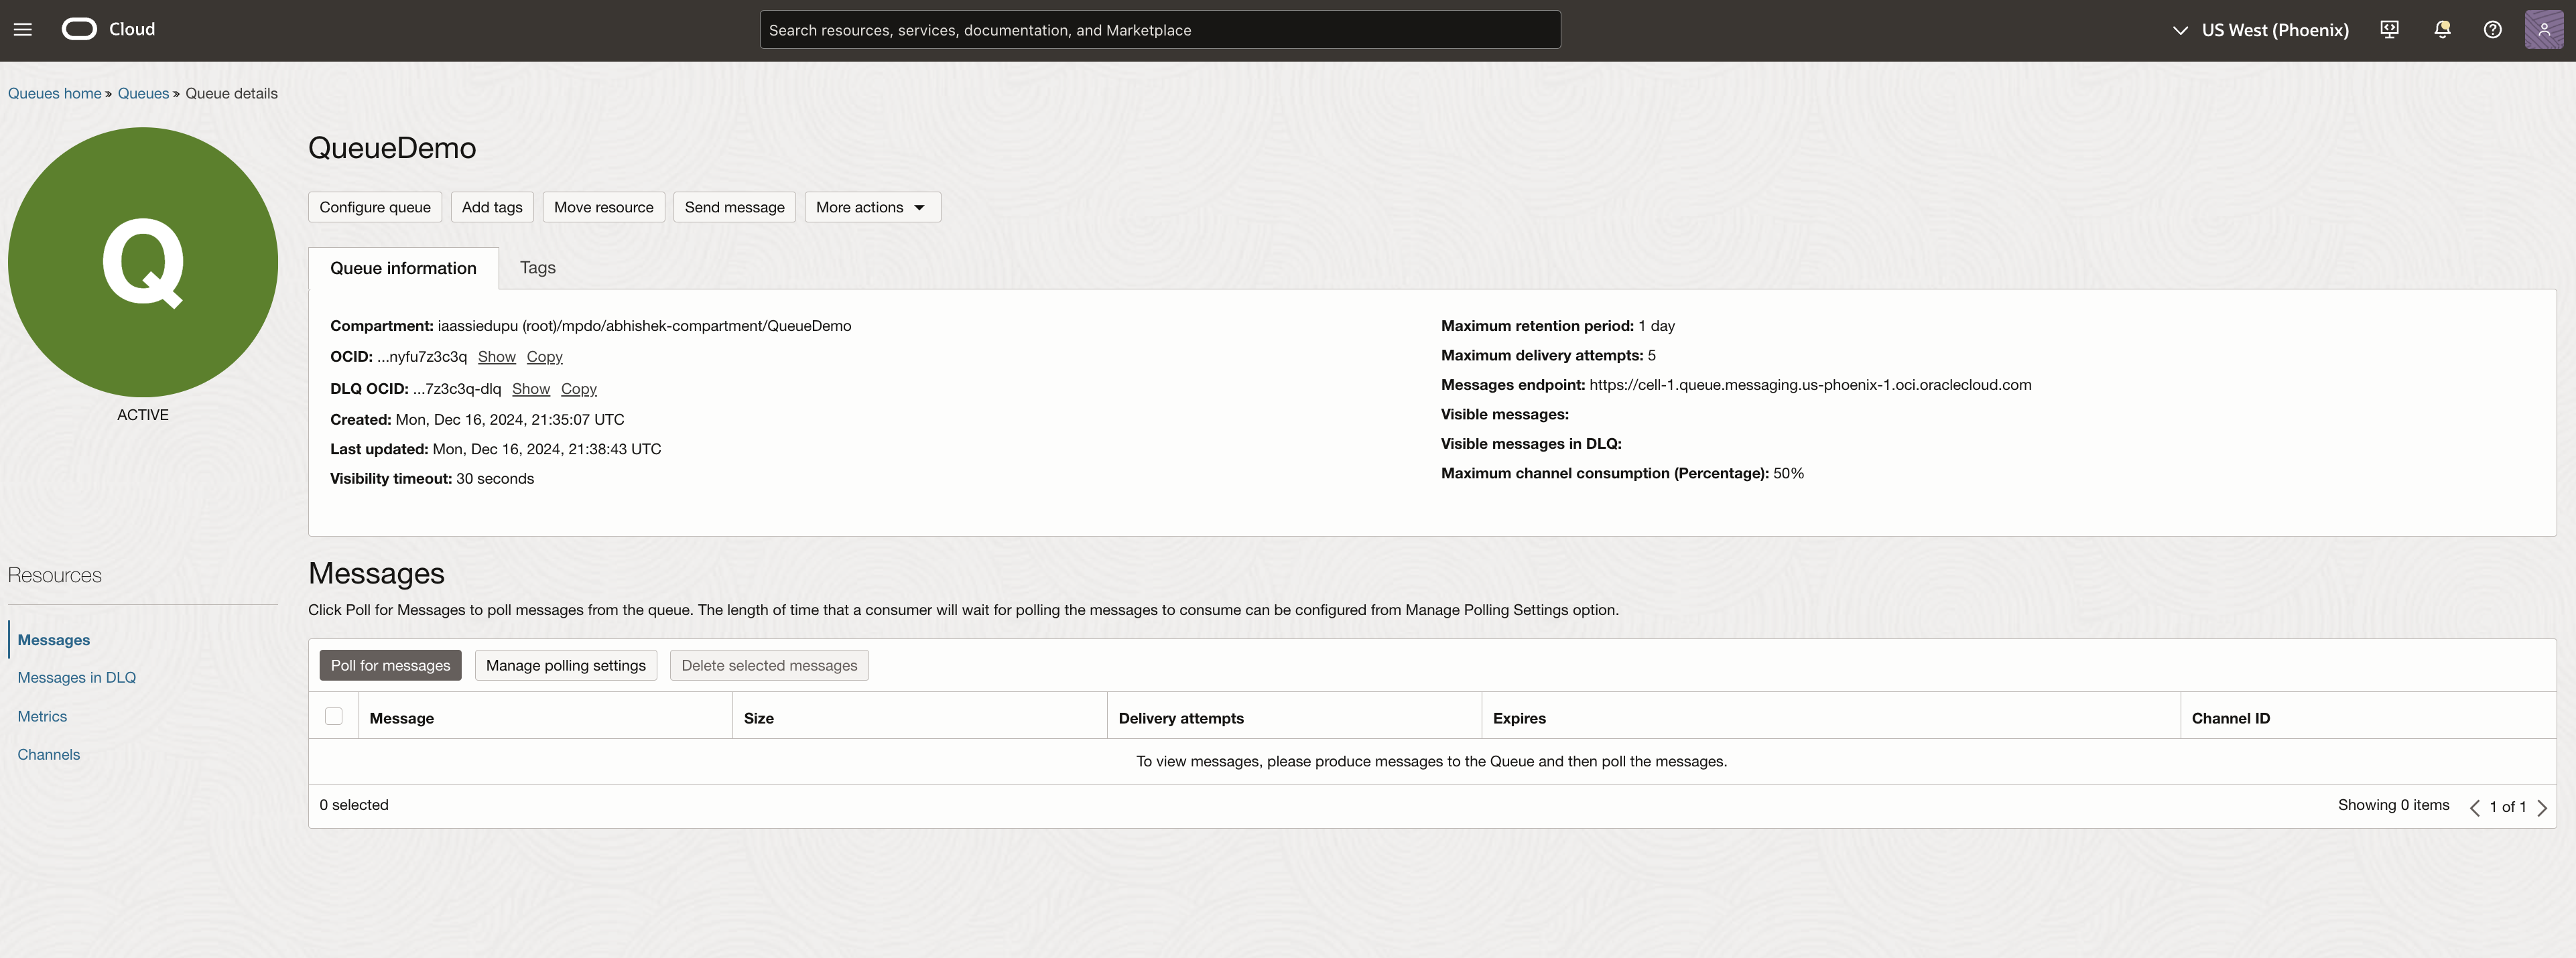 Cloud
Search resources, services, documentation, and Marketplace
US West (Phoenix)
Queues home » Queues » Queue details
Q
ACTIVE
QueueDemo
Configure queue
Add tags
Move resource
Send message
More actions
Queue information
Tags
Compartment: iaassiedupu (root)/mpdo/abhishek-compartment/QueueDemo
OCID: ...nyfu7z3c3q Show Copy
DLQ OCID: ...7z3c3q-dlq Show Copy
Created: Mon, Dec 16, 2024, 21:35:07 UTC
Last updated: Mon, Dec 16, 2024, 21:38:43 UTC
Visibility timeout: 30 seconds
Maximum retention period: 1 day
Maximum delivery attempts: 5
Messages endpoint: https://cell-1.queue.messaging.us-phoenix-1.oci.oraclecloud.com
Visible messages:
Visible messages in DLQ:
Maximum channel consumption (Percentage): 50%
Resources
Messages
Messages in DLQ
Metrics
Channels
Messages
Click Poll for Messages to poll messages from the queue. The length of time that a consumer will wait for polling the messages to consume can be configured from Manage Polling Settings option.
Poll for messages
Manage polling settings
Delete selected messages
Message
Size
Delivery attempts
Expires
Channel ID
To view messages, please produce messages to the Queue and then poll the messages.
0 selected
Showing 0 items
1 of 1